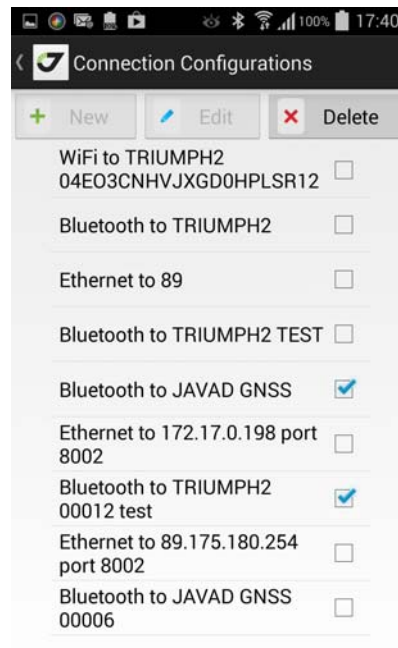 100% 17:40
Connection Configurations
New Edit Delete
WiFi to TRIUMPH2
04EO3CNHVJXGD0HPLSR12
Bluetooth to TRIUMPH2
Ethernet to 89
Bluetooth to TRIUMPH2 TEST
Bluetooth to JAVAD GNSS
Ethernet to 172.17.0.198 port
8002
Bluetooth to TRIUMPH2
00012 test
Ethernet to 89.175.180.254
port 8002
Bluetooth to JAVAD GNSS
00006